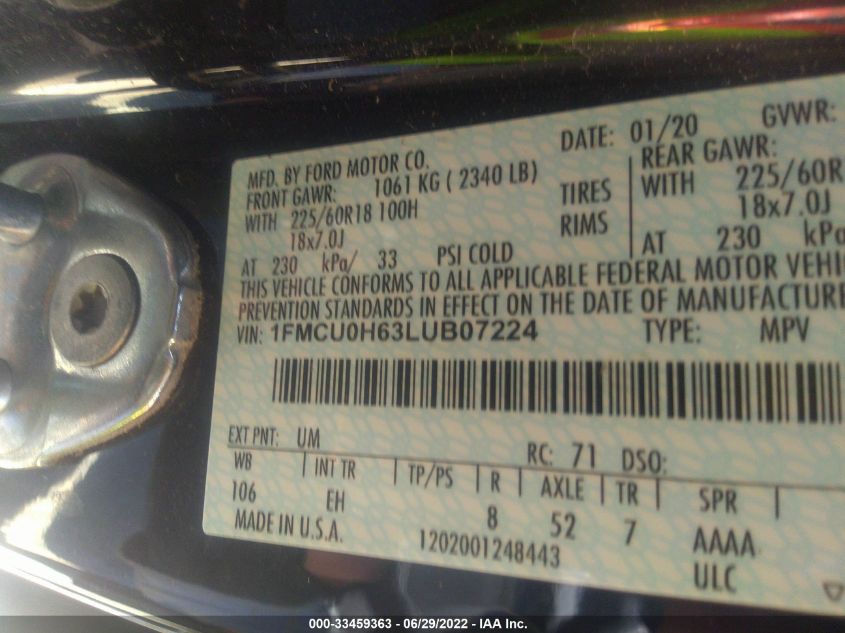 MFD. BY FORD MOTOR CO. DATE: 01/20 GVWR:
FRONT GAWR: 1061 KG ( 2340 LB) REAR GAWR:
WITH 225/60R18 100H TIRES WITH 225/60R
18x7.0J RIMS 18x7.0J
AT 230 kPa/ 33 PSI COLD AT 230 kPa
THIS VEHICLE CONFORMS TO ALL APPLICABLE FEDERAL MOTOR VEHI
PREVENTION STANDARDS IN EFFECT ON THE DATE OF MANUFACTURE
VIN: 1FMCU0H63LUB07224 TYPE: MPV
EXT PNT: UM RC: 71 DSO:
WB INT TR TP/PS R AXLE TR SPR
106 EH 8 52 7 AAAA
MADE IN U.S.A. 1202001248443 ULC
000-33459363 - 06/29/2022 - IAA Inc.